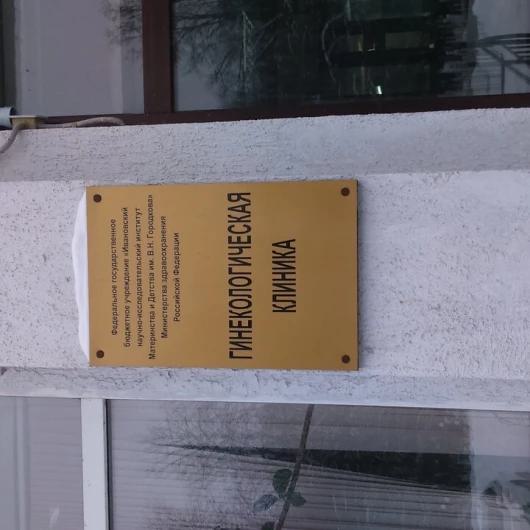 Федеральное государственное
бюджетное учреждение «Ивановский
научно-исследовательский институт
Материнства и Детства им. В.Н. Городкова»
Министерства здравоохранения
Российской Федерации
ГИНЕКОЛОГИЧЕСКАЯ
КЛИНИКА